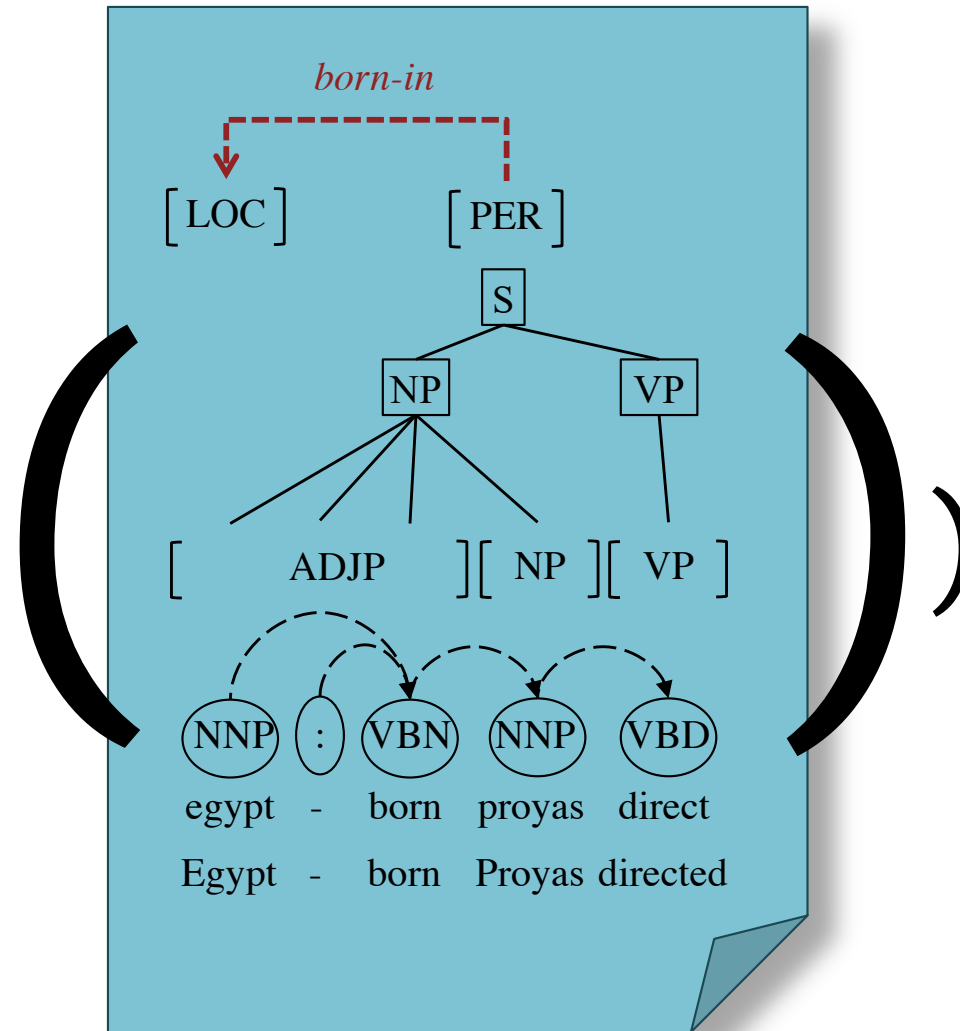 born-in
[ LOC ] [ PER ]
S
NP VP
[ ADJP ] [ NP ] [ VP ]
NNP : VBN NNP VBD
egypt - born proyas direct
Egypt - born Proyas directed